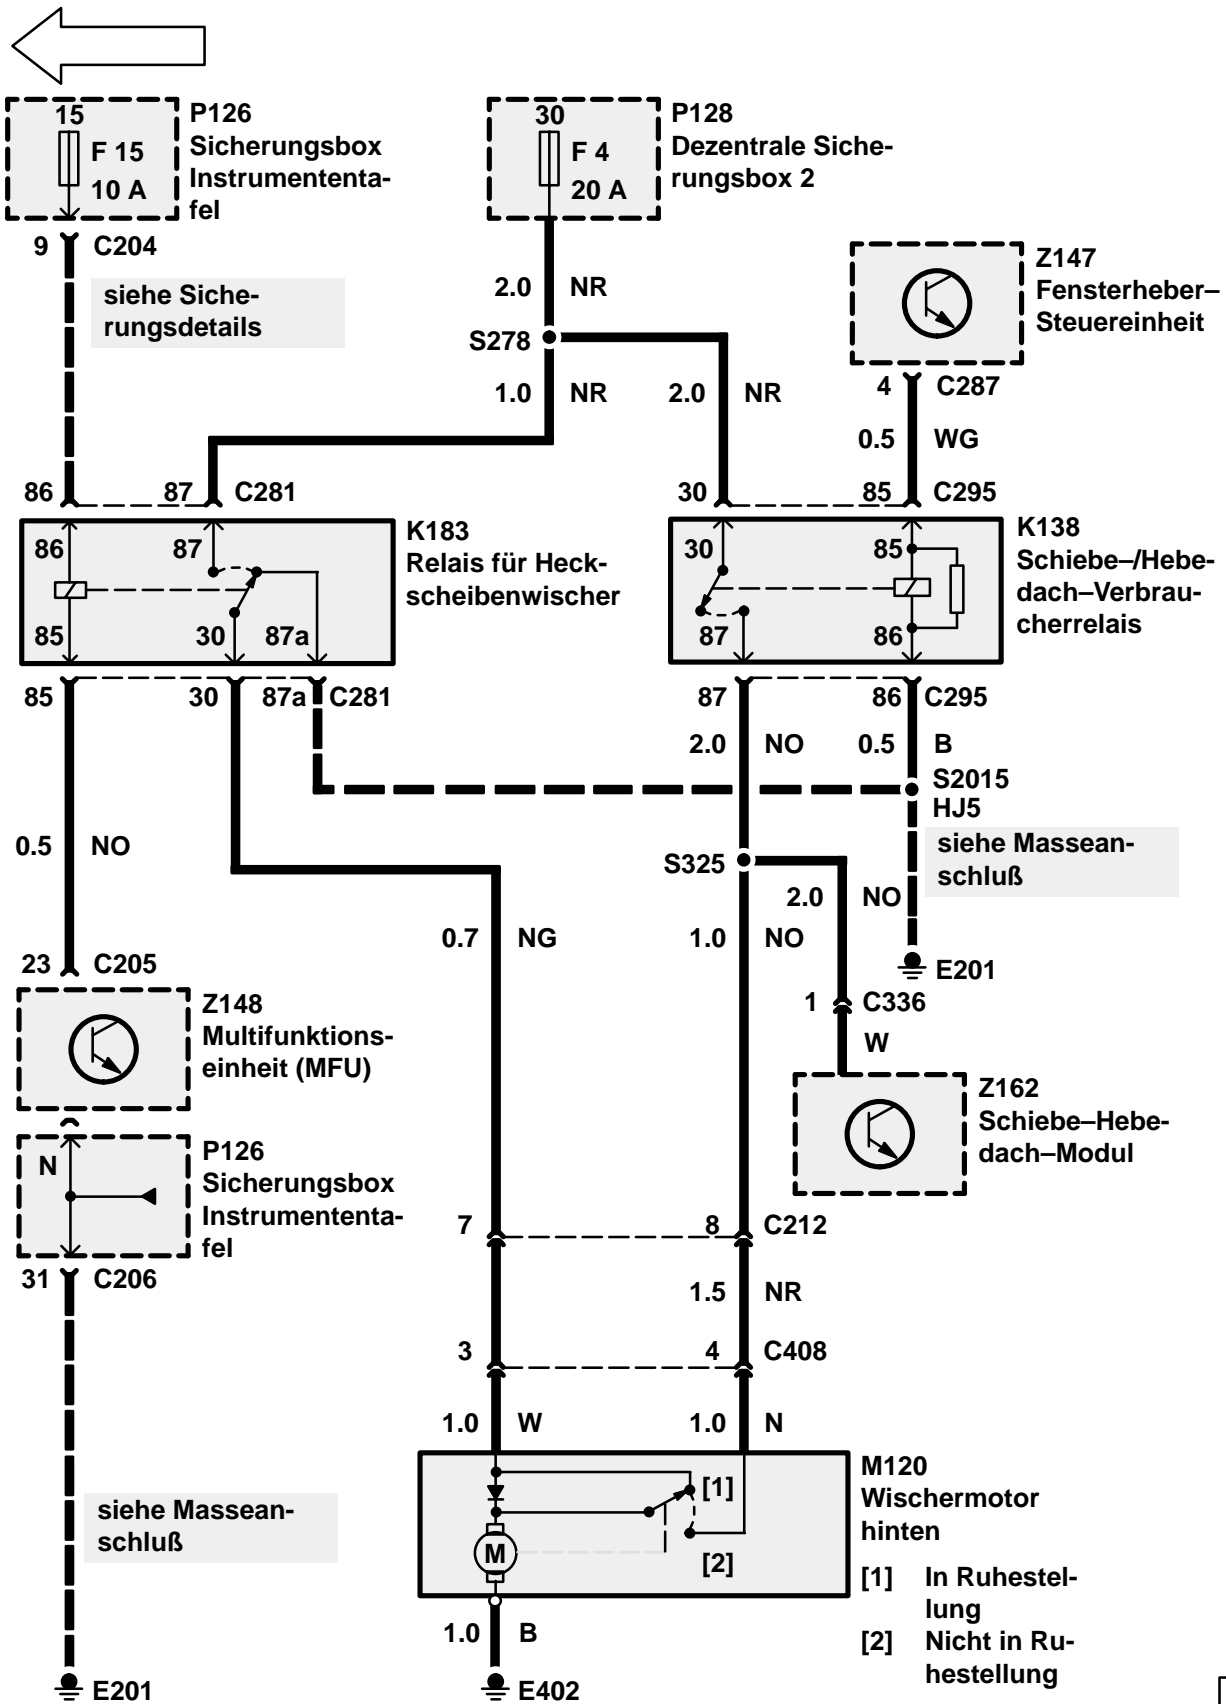 15
P126
Sicherungsbox
Instrumententa-
fel
F 15
10 A
30
P128
Dezentrale Siche-
rungsbox 2
F 4
20 A
9 C204
siehe Siche-
rungsdetails
Z147
Fensterheber–
Steuereinheit
2.0 NR
S278
1.0 NR 2.0 NR
4 C287
0.5 WG
86 87 C281
30 85 C295
86 87
85 30 87a
K183
Relais für Heck-
scheibenwischer
30 85
87 86
K138
Schiebe–/Hebe-
dach–Verbrau-
cherrelais
85 30 87a C281
87 86 C295
2.0 NO 0.5 B
S2015
HJ5
siehe Massean-
schluß
0.5 NO
S325
2.0 NO
0.7 NG 1.0 NO
E201
23 C205
1 C336
W
Z148
Multifunktions-
einheit (MFU)
Z162
Schiebe–Hebe-
dach–Modul
N
P126
Sicherungsbox
Instrumententa-
fel
7 8 C212
31 C206
1.5 NR
3 4 C408
1.0 W 1.0 N
siehe Massean-
schluß
M
[1]
[2]
M120
Wischermotor
hinten
[1] In Ruhestel-
lung
[2] Nicht in Ru-
hestellung
1.0 B
E201
E402